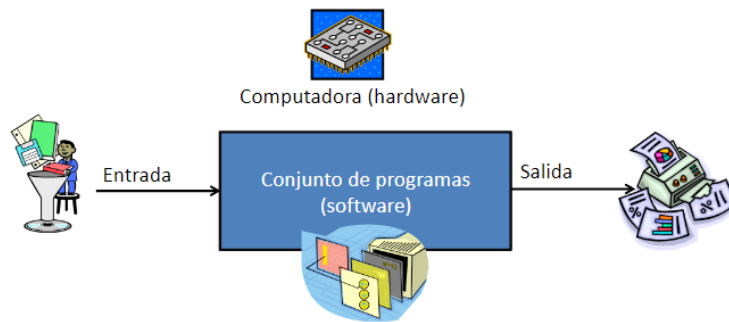 Computadora (hardware)
Entrada
Conjunto de programas
(software)
Salida
%
%